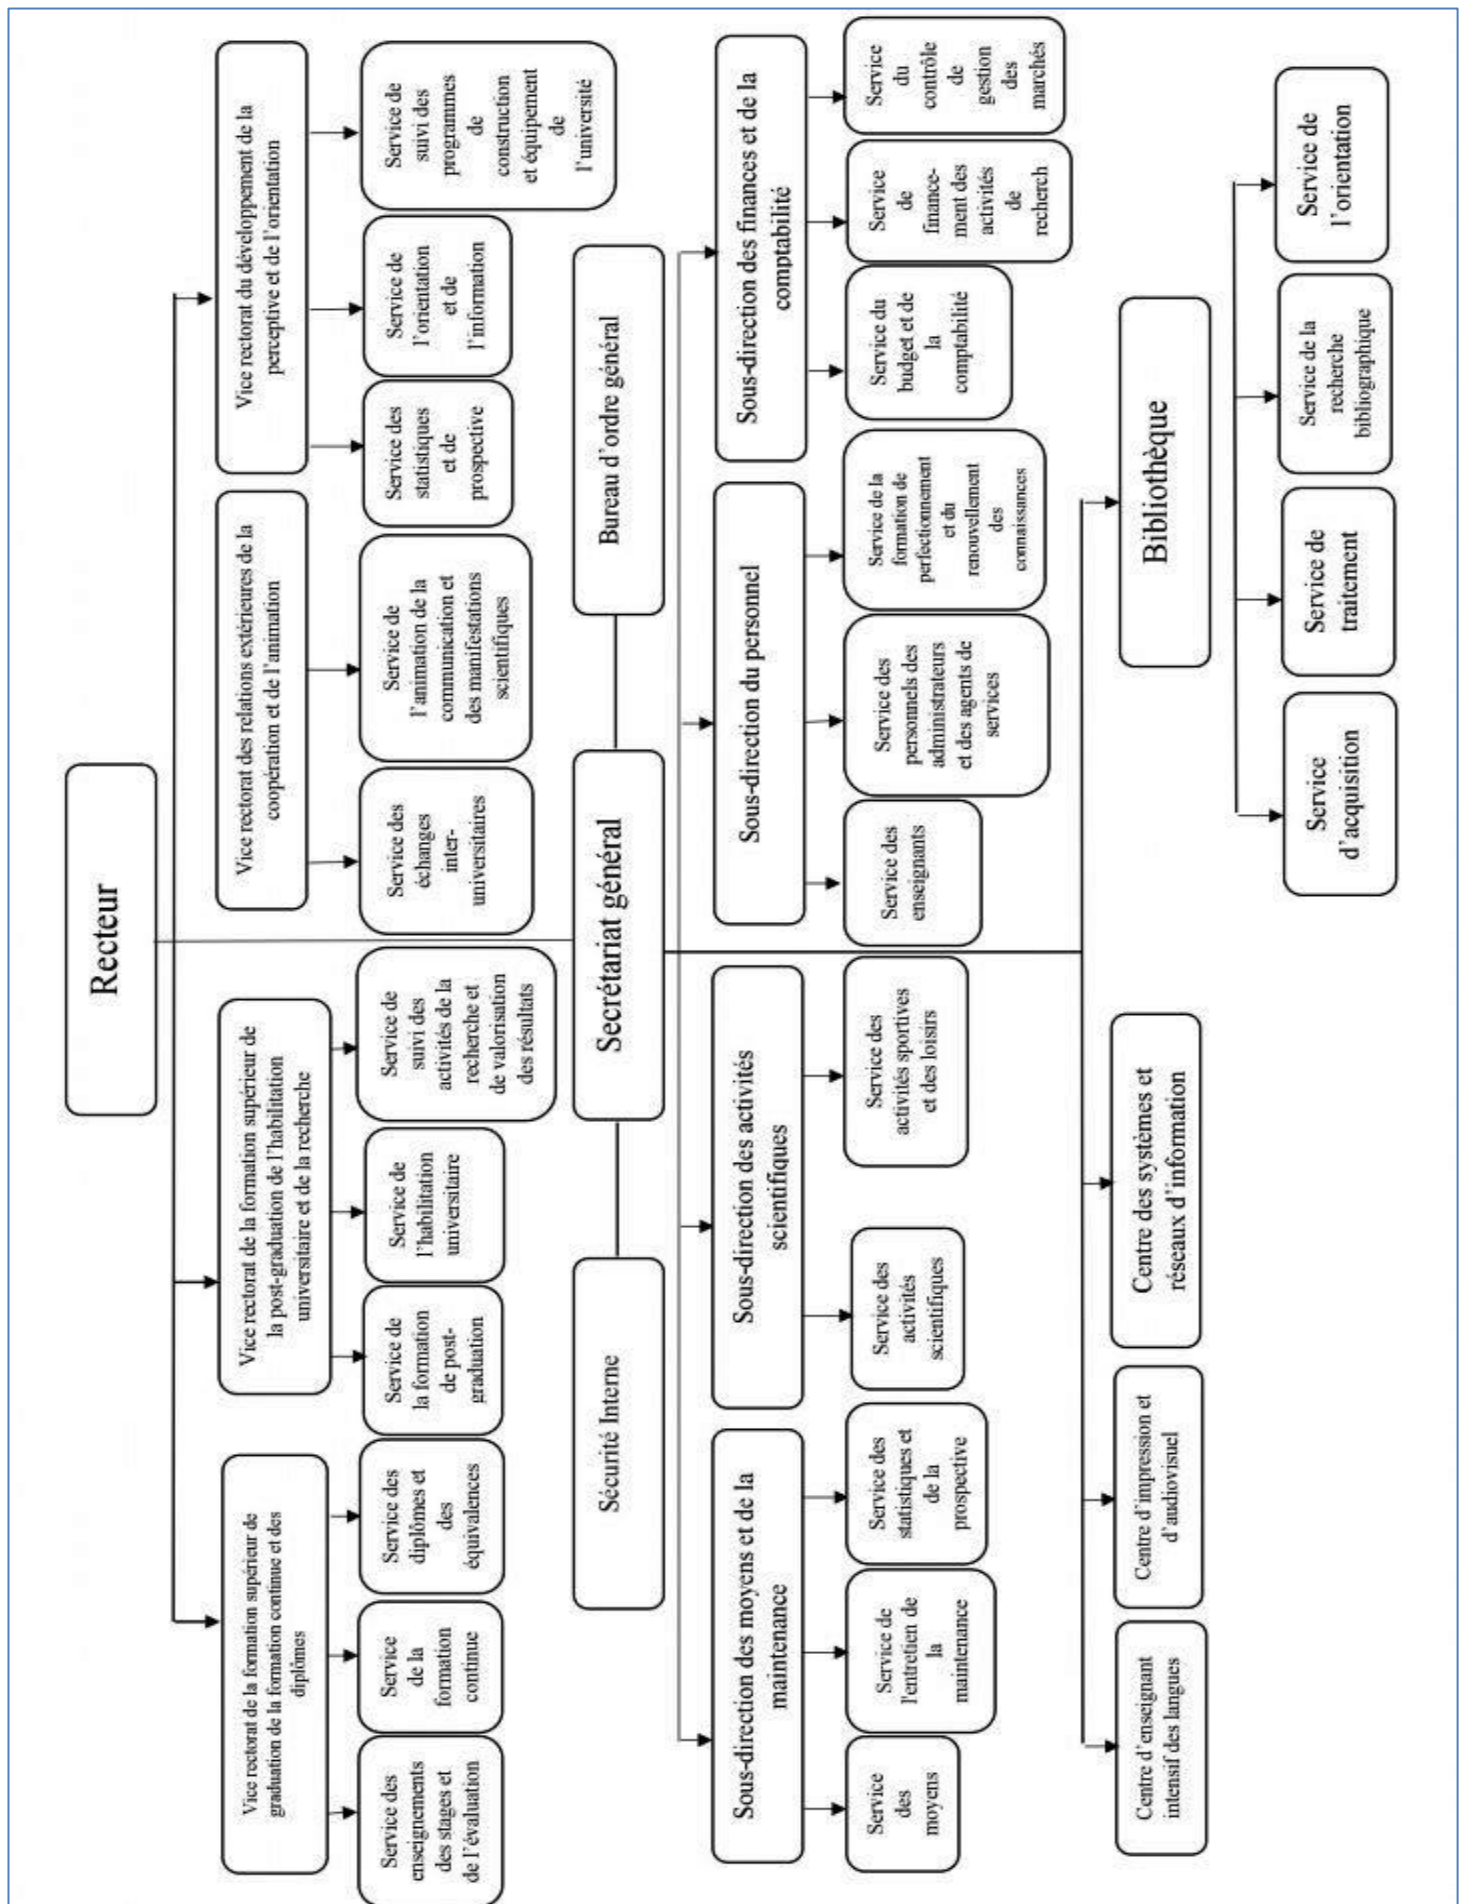 Recteur
Vice rectorat de la formation supérieur de
graduation de la formation continue et des
diplômes
Vice rectorat de la formation supérieur de
la post-graduation de l'habilitation
universitaire et de la recherche
Vice rectorat des relations extérieures de la
coopération et de l'animation
Vice rectorat du développement de la
perceptive et de l'orientation
Service des
enseignements
des stages et
de l'évaluation
Service
de la
formation
continue
Service des
diplômes et
des
équivalences
Service de
la formation
de post-
graduation
Service de
l'habilitation
universitaire
Service de
suivi des
activités de la
recherche et
de valorisation
des résultats
Service des
échanges
inter-
universitaires
Service de
l'animation de la
communication et
des manifestations
scientifiques
Service des
statistiques
et de
prospective
Service de
l'orientation
et de
l'information
Service de
suivi des
programmes
de
construction
et équipement
de
l'université
Sécurité Interne
Secrétariat général
Bureau d'ordre général
Sous-direction des moyens et de la
maintenance
Sous-direction des activités
scientifiques
Sous-direction du personnel
Sous-direction des finances et de la
comptabilité
Service
des
moyens
Service de
l'entretien de
la
maintenance
Service des
statistiques et
de la
prospective
Service des
activités
scientifiques
Service des
activités sportives
et des loisirs
Service des
enseignants
Service des
personnels des
administrateurs
et des agents de
services
Service de la
formation de
perfectionnement
et du
renouvellement
des
connaissances
Service du
budget et de
la
comptabilité
Service
de
finance-
ment des
activités
de
recherch
Service
du
contrôle
de
gestion
des
marchés
Centre d'enseignant
intensif des langues
Centre d'impression et
d'audiovisuel
Centre des systèmes et
réseaux d'information
Bibliothèque
Service
d'acquisition
Service de
traitement
Service de la
recherche
bibliographique
Service de
l'orientation